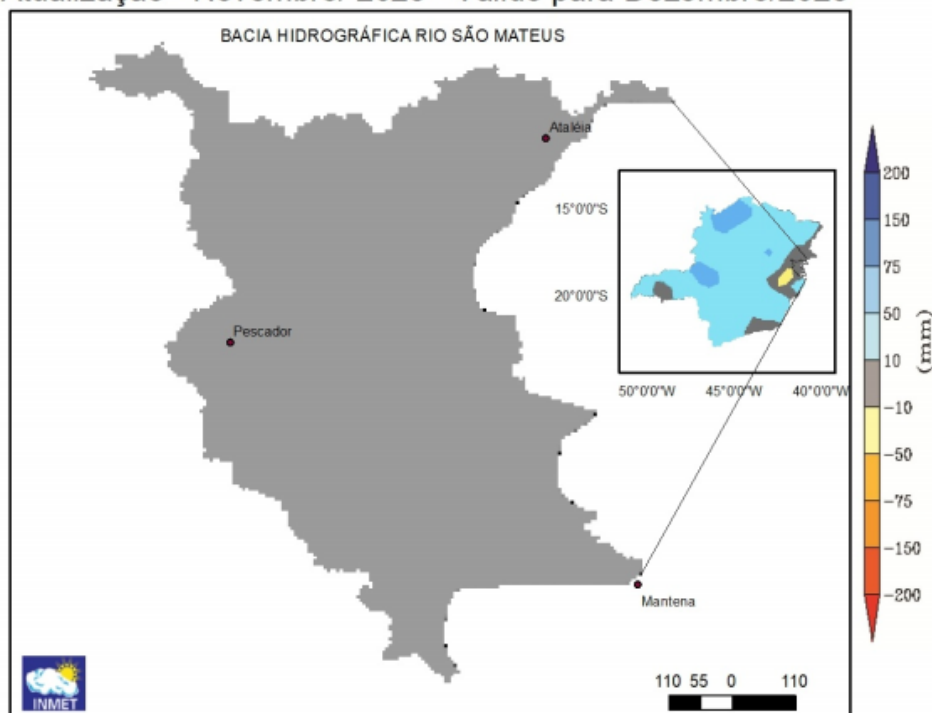 BACIA HIDROGRÁFICA RIO SÃO MATEUS
Ataléia
Pescador
Mantena
15°0'0"S
20°0'0"S
50°0'0"W 45°0'0"W 40°0'0"W
200
150
75
50
10
-10
-50
-75
-150
-200
(mm)
110 55 0 110
INMET